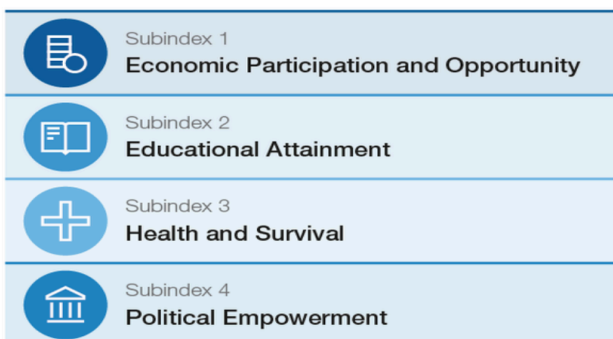 Subindex 1
Economic Participation and Opportunity
Subindex 2
Educational Attainment
Subindex 3
Health and Survival
Subindex 4
Political Empowerment